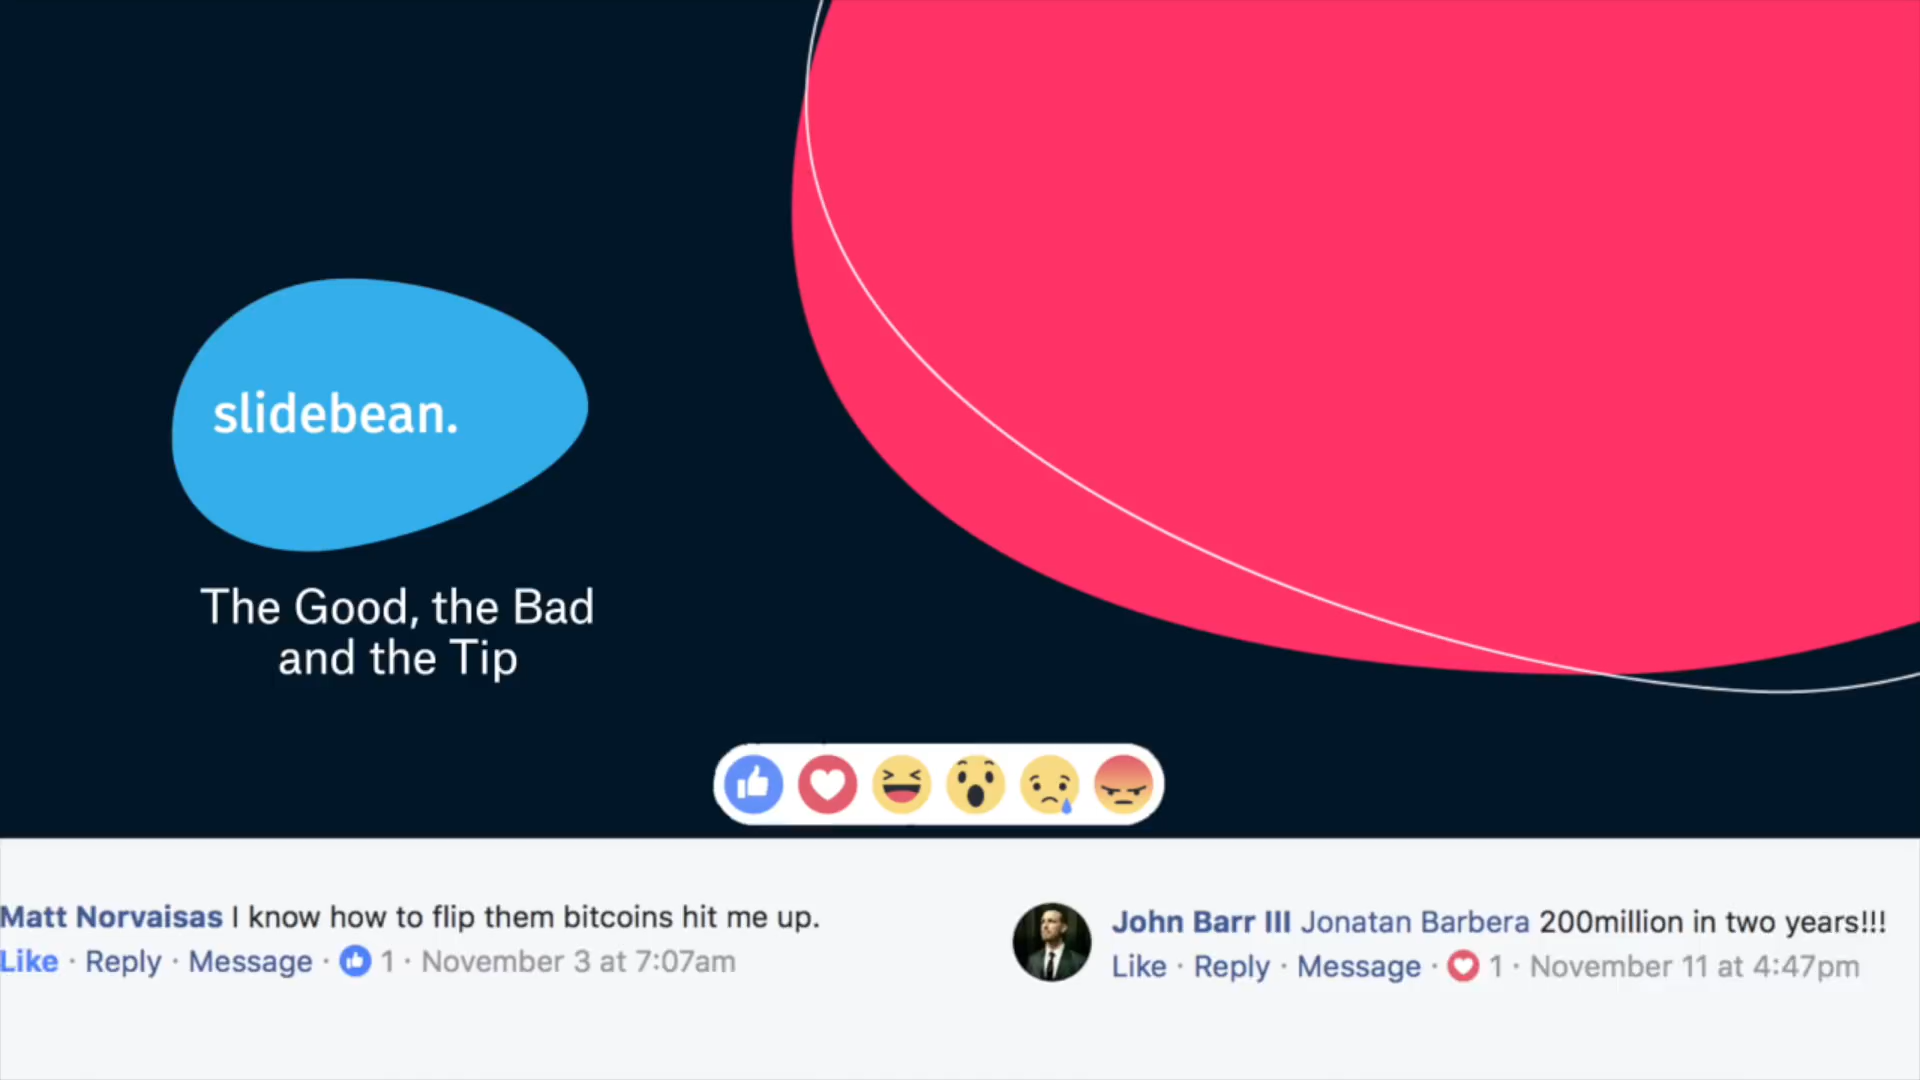 slidebean.
The Good, the Bad
and the Tip
Matt Norvaisas I know how to flip them bitcoins hit me up.
Like · Reply · Message · 1 · November 3 at 7:07am
John Barr III Jonatan Barbera 200million in two years!!!
Like · Reply · Message · 1 · November 11 at 4:47pm